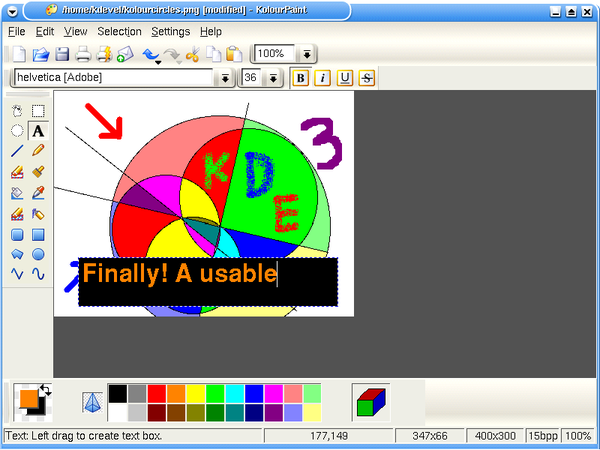 /home/kdevel/kolourcircles.png [modified] - KolourPaint
File Edit View Selection Settings Help
100%
helvetica [Adobe] 36 B i U S
A
3
K D E
Finally! A usable
Text: Left drag to create text box. 177,149 347x66 400x300 15bpp 100%